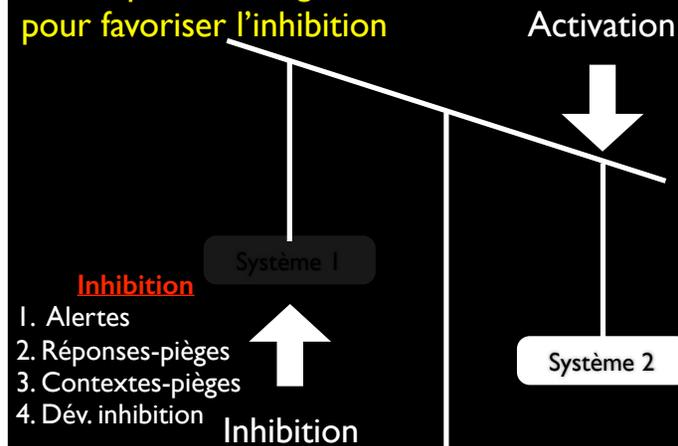 pour favoriser l'inhibition
Activation
Système 1
Inhibition
1. Alertes
2. Réponses-pièges
3. Contextes-pièges
4. Dév. inhibition
Inhibition
Système 2